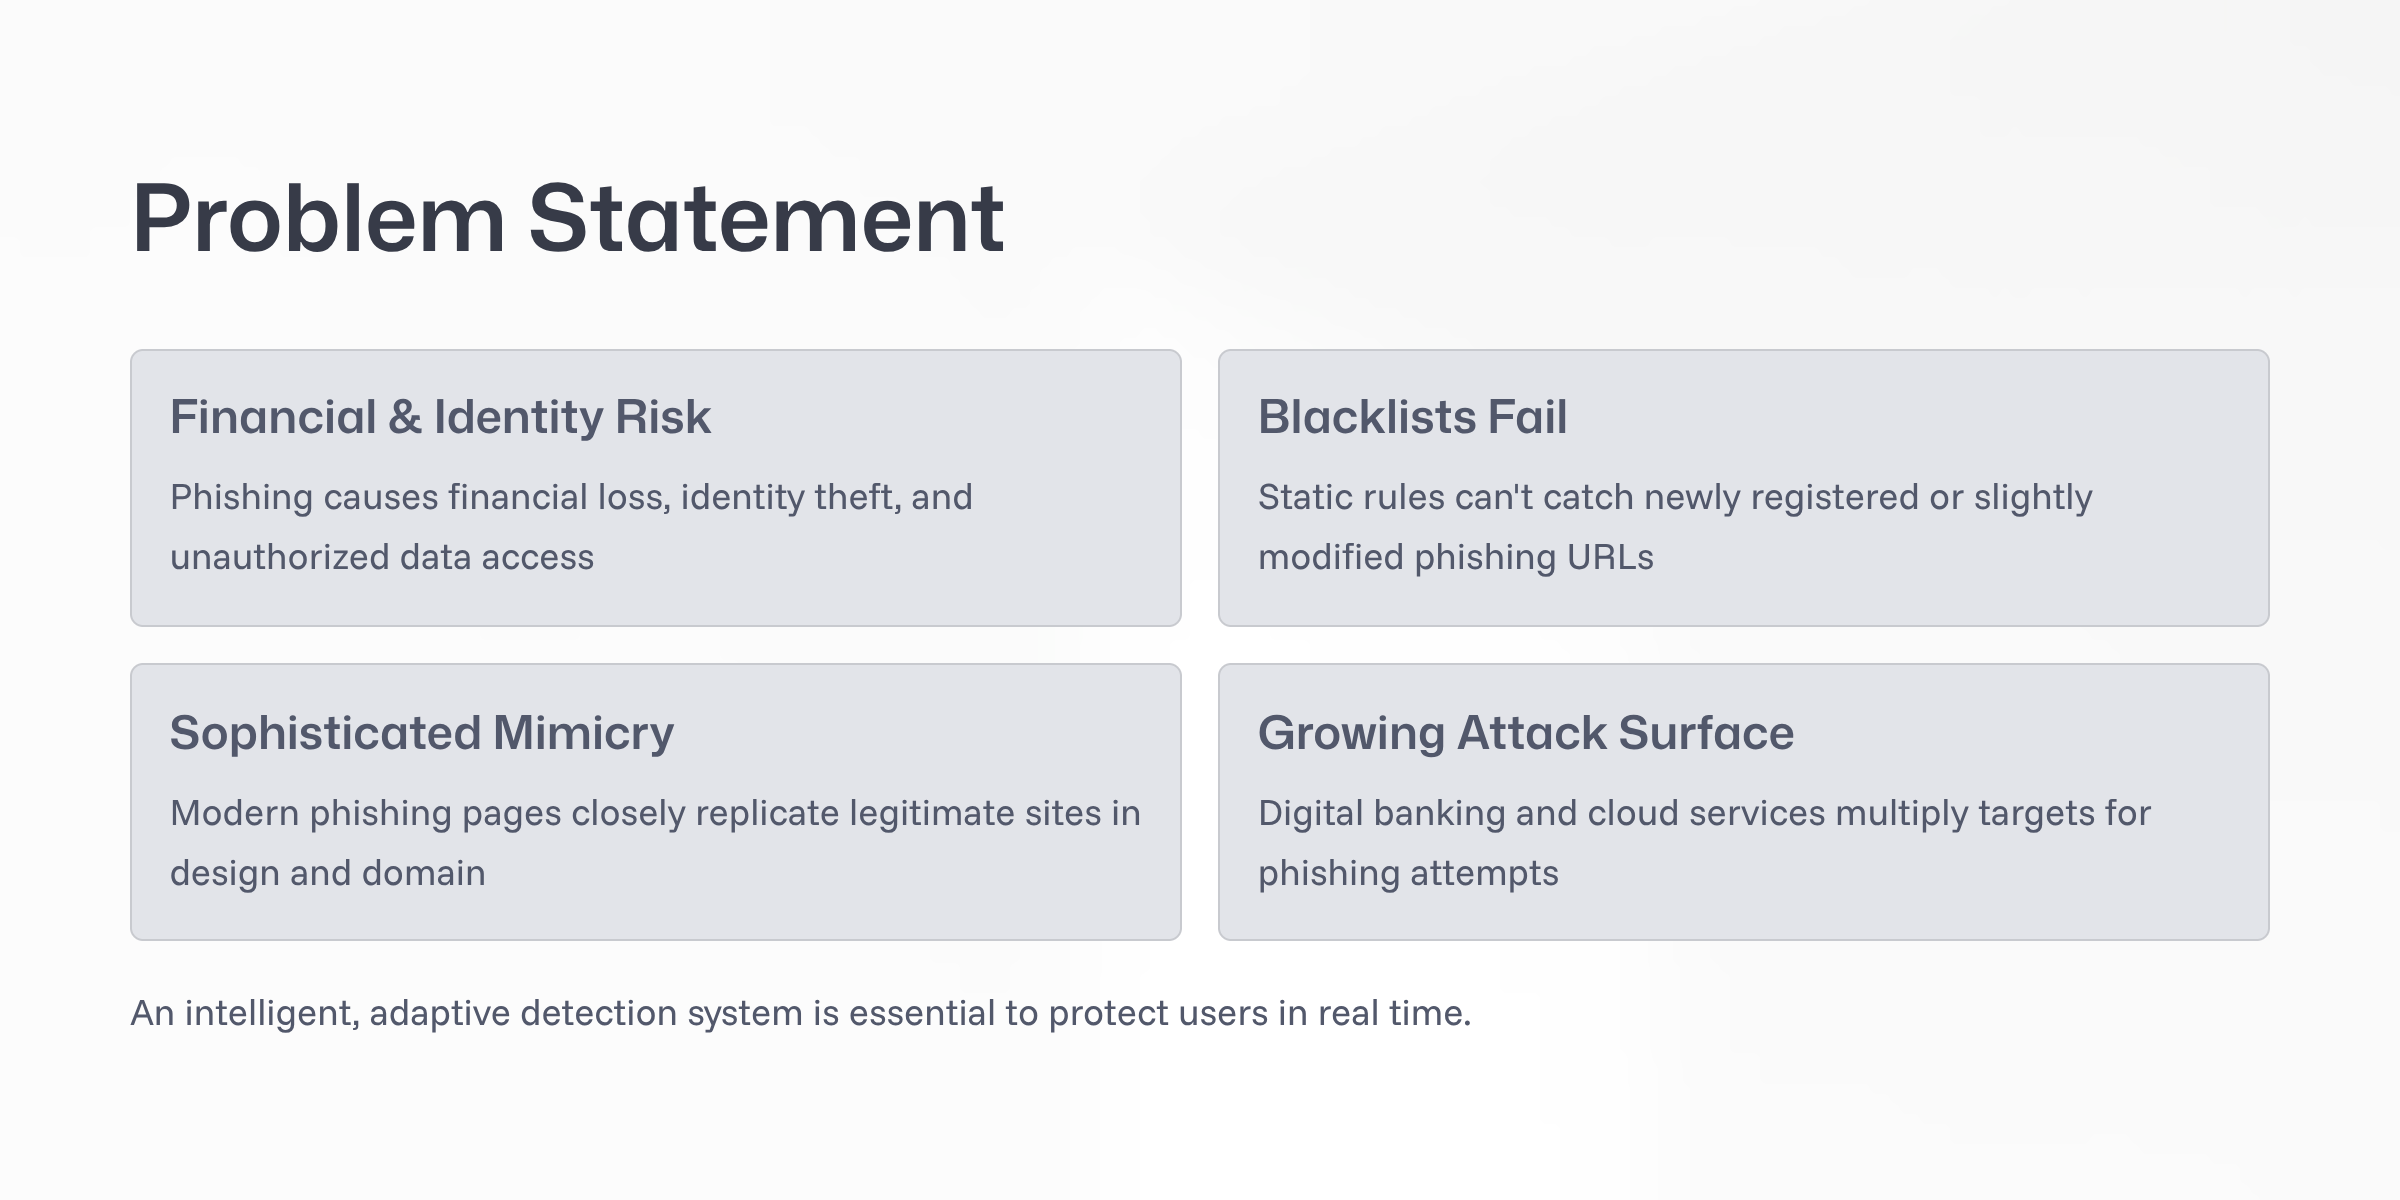 Problem Statement
Financial & Identity Risk
Phishing causes financial loss, identity theft, and
unauthorized data access
Blacklists Fail
Static rules can't catch newly registered or slightly
modified phishing URLs
Sophisticated Mimicry
Modern phishing pages closely replicate legitimate sites in
design and domain
Growing Attack Surface
Digital banking and cloud services multiply targets for
phishing attempts
An intelligent, adaptive detection system is essential to protect users in real time.